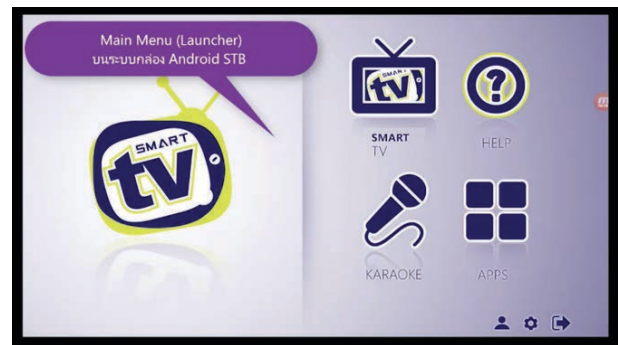 Main Menu (Launcher)
บนระบบกล่อง Android STB
SMART
tv
SMART
tv
SMART
TV
?
HELP
KARAOKE
APPS